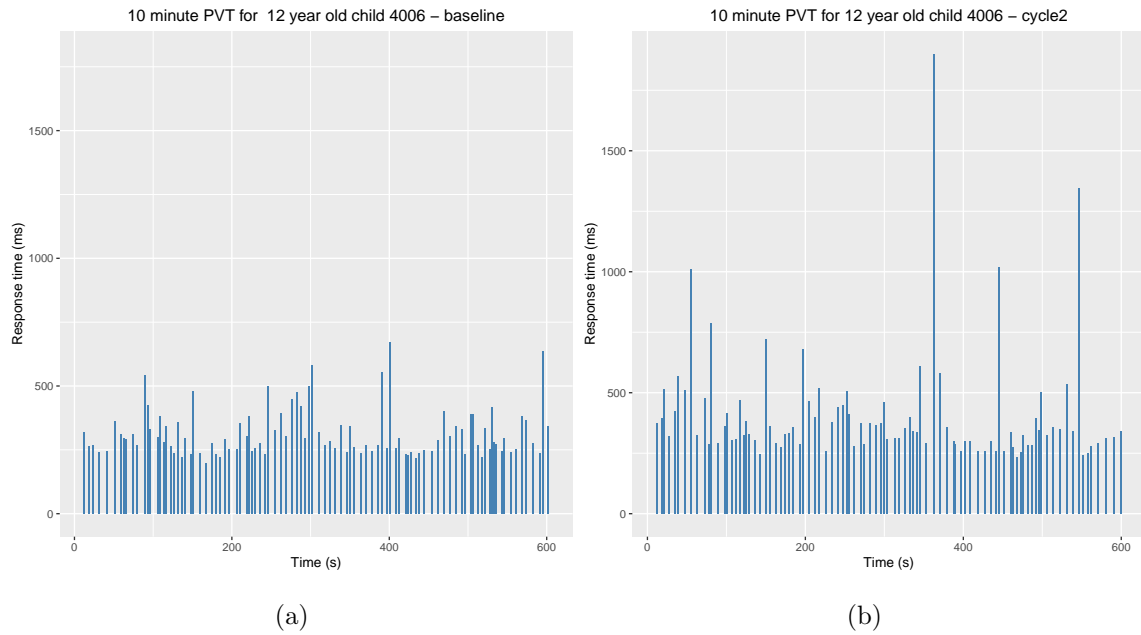 10 minute PVT for  12 year old child 4006 – baseline
Response time (ms)
1500
1000
500
0
0 200 400 600
Time (s)
(a)
10 minute PVT for 12 year old child 4006 – cycle2
Response time (ms)
1500
1000
500
0
0 200 400 600
Time (s)
(b)